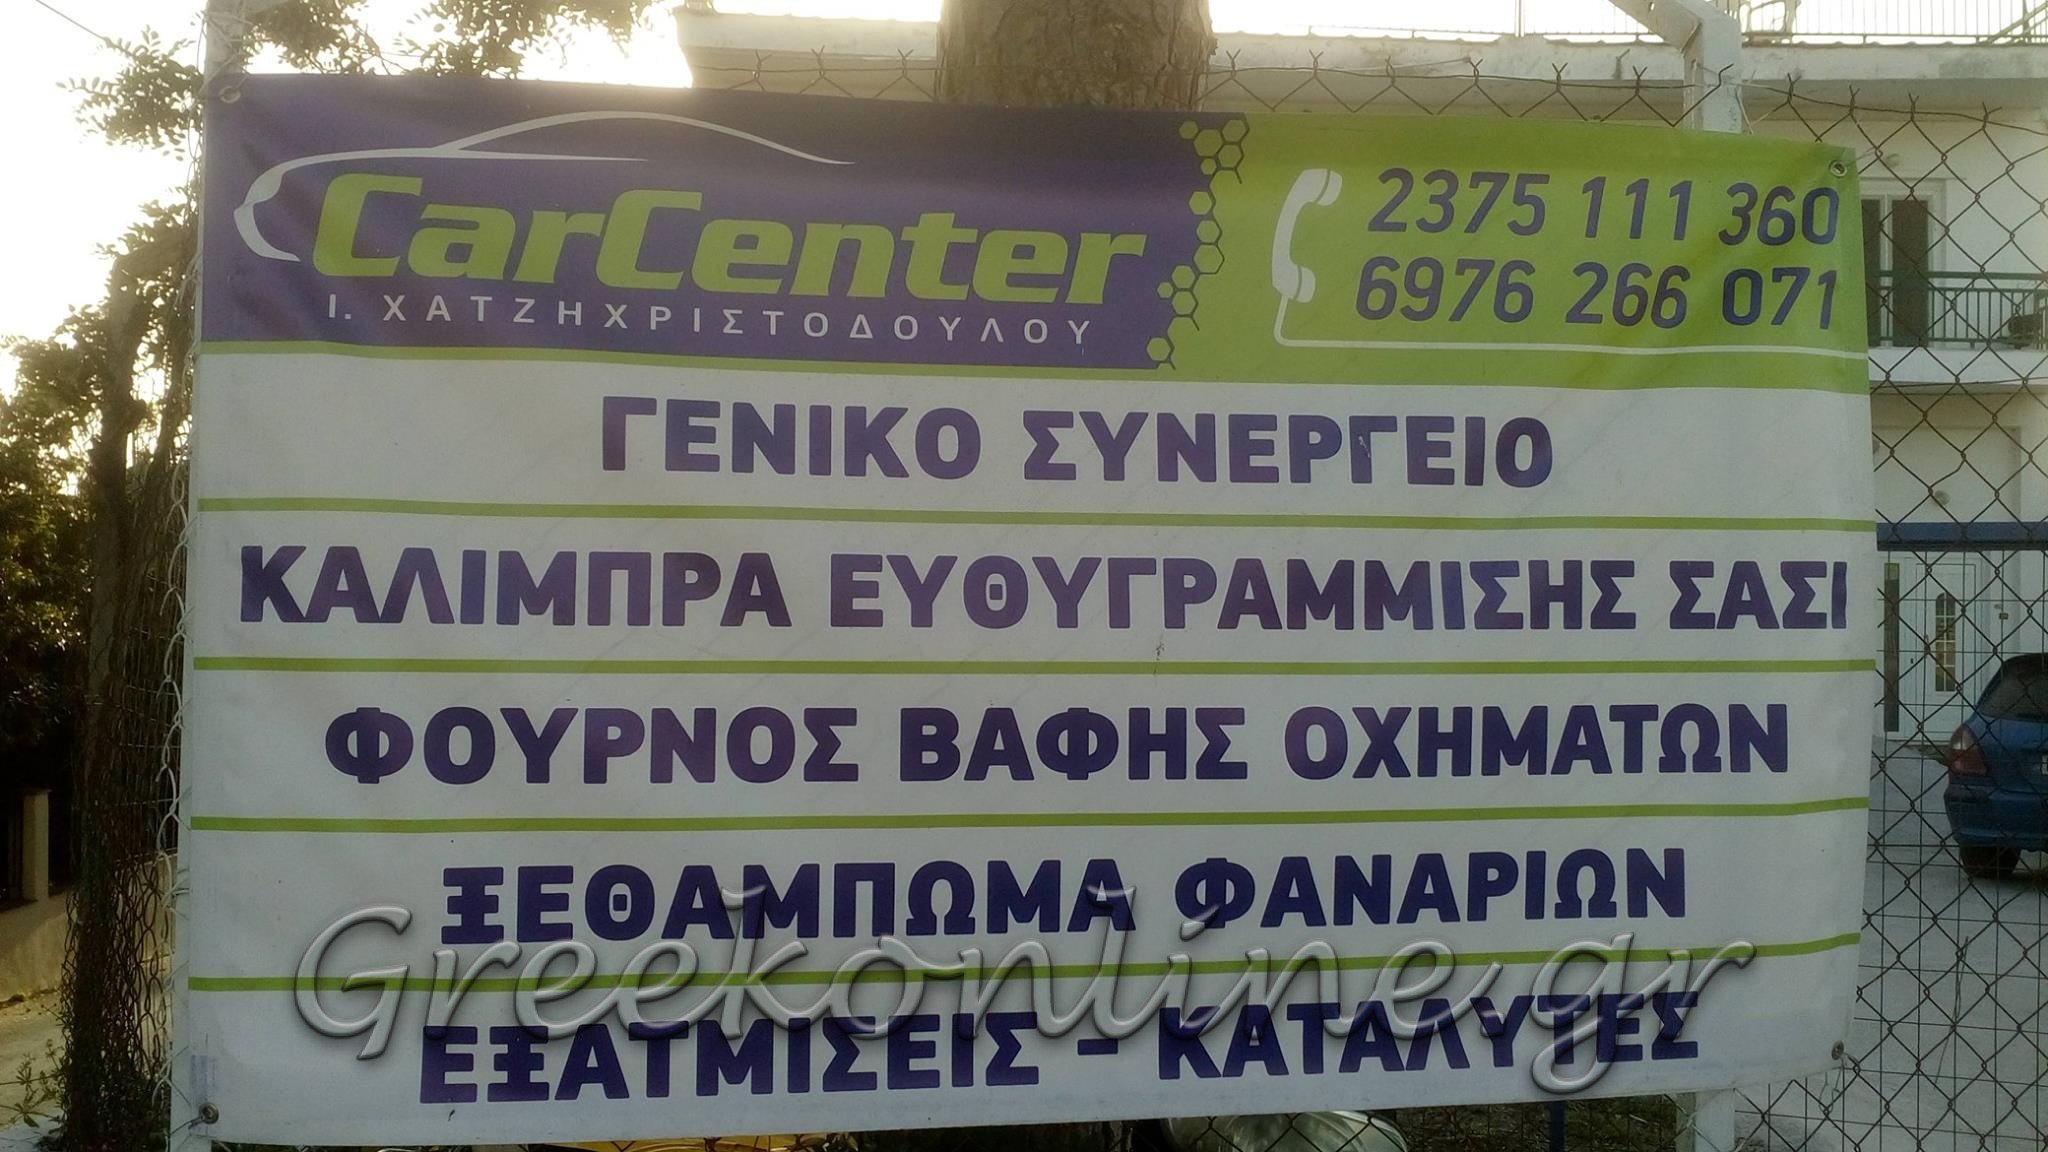 CarCenter
Ι. ΧΑΤΖΗΧΡΙΣΤΟΔΟΥΛΟΥ
2375 111 360
6976 266 071
ΓΕΝΙΚΟ ΣΥΝΕΡΓΕΙΟ
ΚΑΛΙΜΠΡΑ ΕΥΘΥΓΡΑΜΜΙΣΗΣ ΣΑΣΙ
ΦΟΥΡΝΟΣ ΒΑΦΗΣ ΟΧΗΜΑΤΩΝ
ΞΕΘΑΜΠΩΜΑ ΦΑΝΑΡΙΩΝ
Greekonline.gr
ΕΞΑΤΜΙΣΕΙΣ - ΚΑΤΑΛΥΤΕΣ